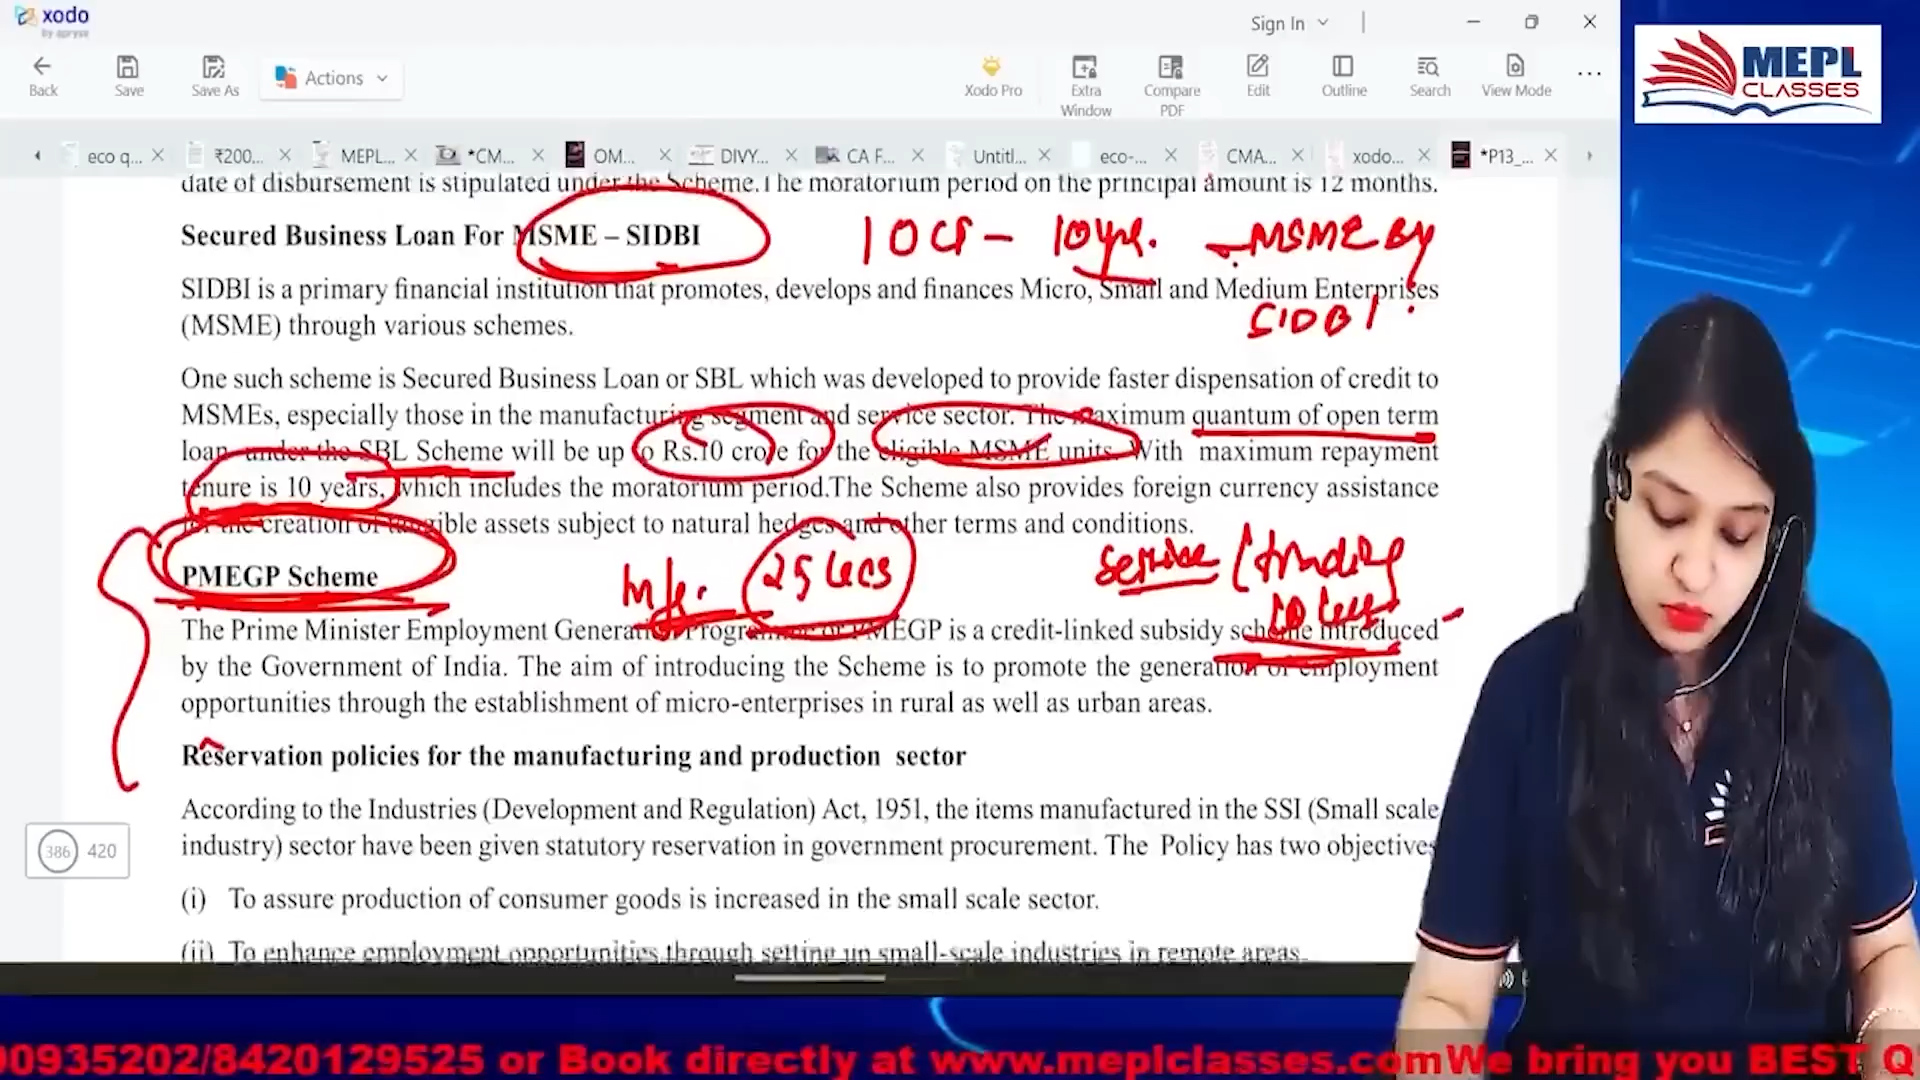 xodo
by apryse
Sign In
Back
Save
Save As
Actions
Xodo Pro
Extra Window
Compare PDF
Edit
Outline
Search
View Mode
MEPL
CLASSES
eco q...
₹200...
MEPL...
*CM...
OM...
DIVY...
CA F...
Untitl...
eco-...
CMA...
xodo...
*P13_...
date of disbursement is stipulated under the Scheme.The moratorium period on the principal amount is 12 months.
Secured Business Loan For MSME – SIDBI
10 Cr – 10 yrs. – MSME by
SIDBI.
SIDBI is a primary financial institution that promotes, develops and finances Micro, Small and Medium Enterprises
(MSME) through various schemes.
One such scheme is Secured Business Loan or SBL which was developed to provide faster dispensation of credit to
MSMEs, especially those in the manufacturing segment and service sector. The maximum quantum of open term
loan under the SBL Scheme will be up to Rs.10 crore for the eligible MSME units. With maximum repayment
tenure is 10 years, which includes the moratorium period.The Scheme also provides foreign currency assistance
for the creation of tangible assets subject to natural hedges and other terms and conditions.
PMEGP Scheme
25 lacs
Service (trading
10 lacs
The Prime Minister Employment Generation Programme or PMEGP is a credit-linked subsidy scheme introduced
by the Government of India. The aim of introducing the Scheme is to promote the generation of employment
opportunities through the establishment of micro-enterprises in rural as well as urban areas.
Reservation policies for the manufacturing and production sector
According to the Industries (Development and Regulation) Act, 1951, the items manufactured in the SSI (Small scale
industry) sector have been given statutory reservation in government procurement. The Policy has two objectives
386 420
(i) To assure production of consumer goods is increased in the small scale sector.
(ii) To enhance employment opportunities through setting up small-scale industries in remote areas.
00935202/8420129525 or Book directly at www.meplclasses.com We bring you BEST Q